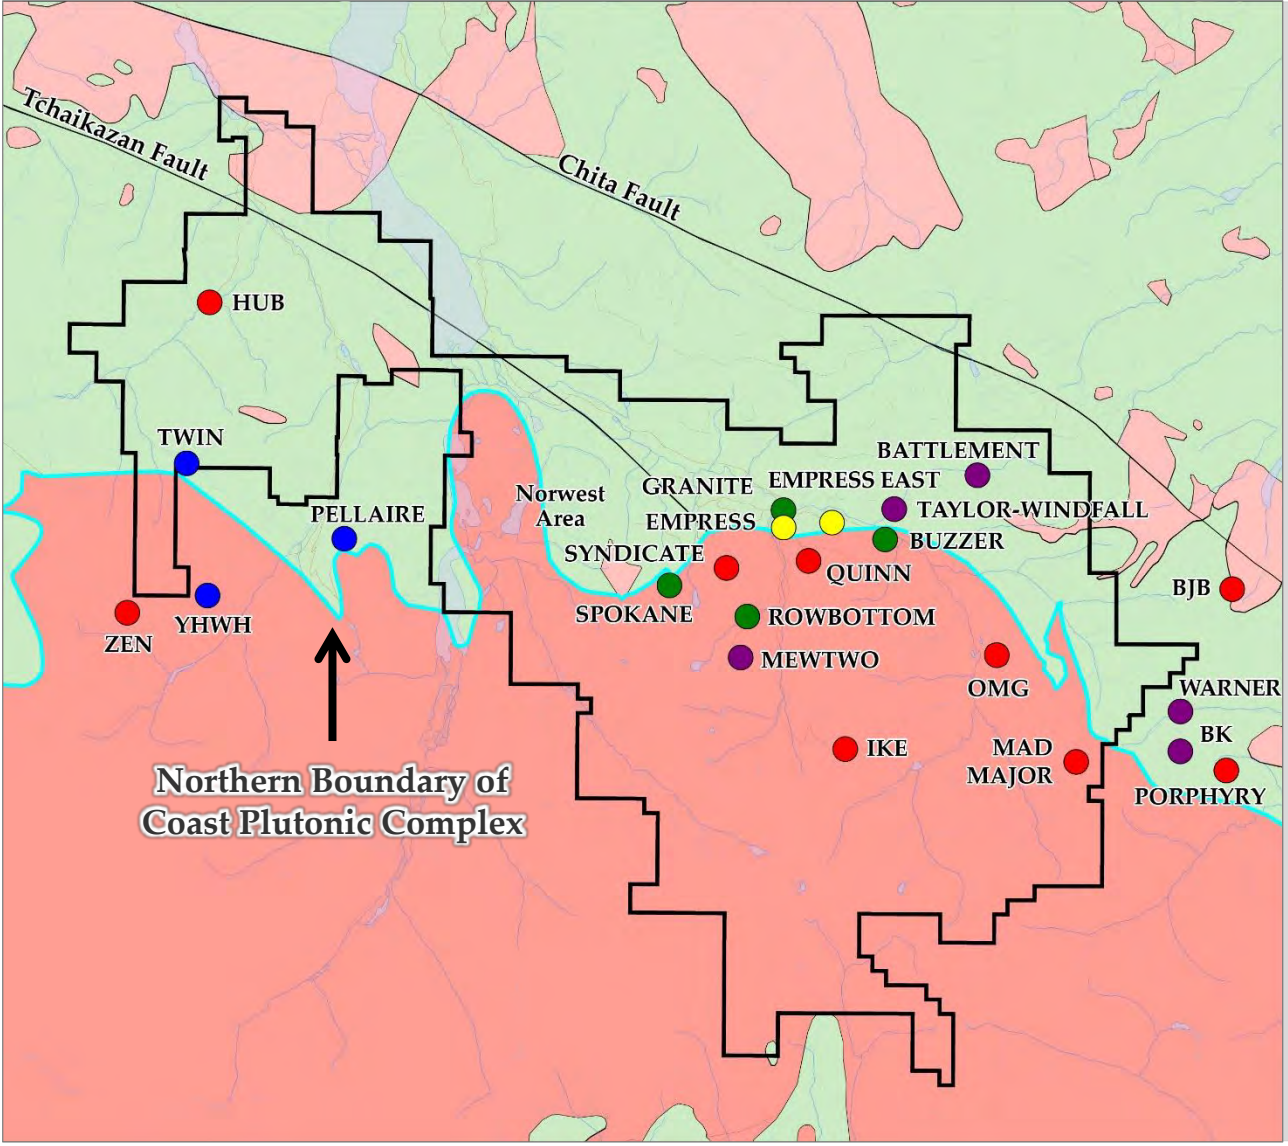 Tchaikazan Fault
Chita Fault
HUB
TWIN
BATTLEMENT
EMPRESS EAST
GRANITE
Norwest
Area
PELLAIRE
EMPRESS
TAYLOR-WINDFALL
BUZZER
SYNDICATE
QUINN
BJB
SPOKANE
ROWBOTTOM
YHWH
ZEN
MEWTWO
OMG
WARNER
BK
IKE
MAD
MAJOR
PORPHYRY
Northern Boundary of
Coast Plutonic Complex